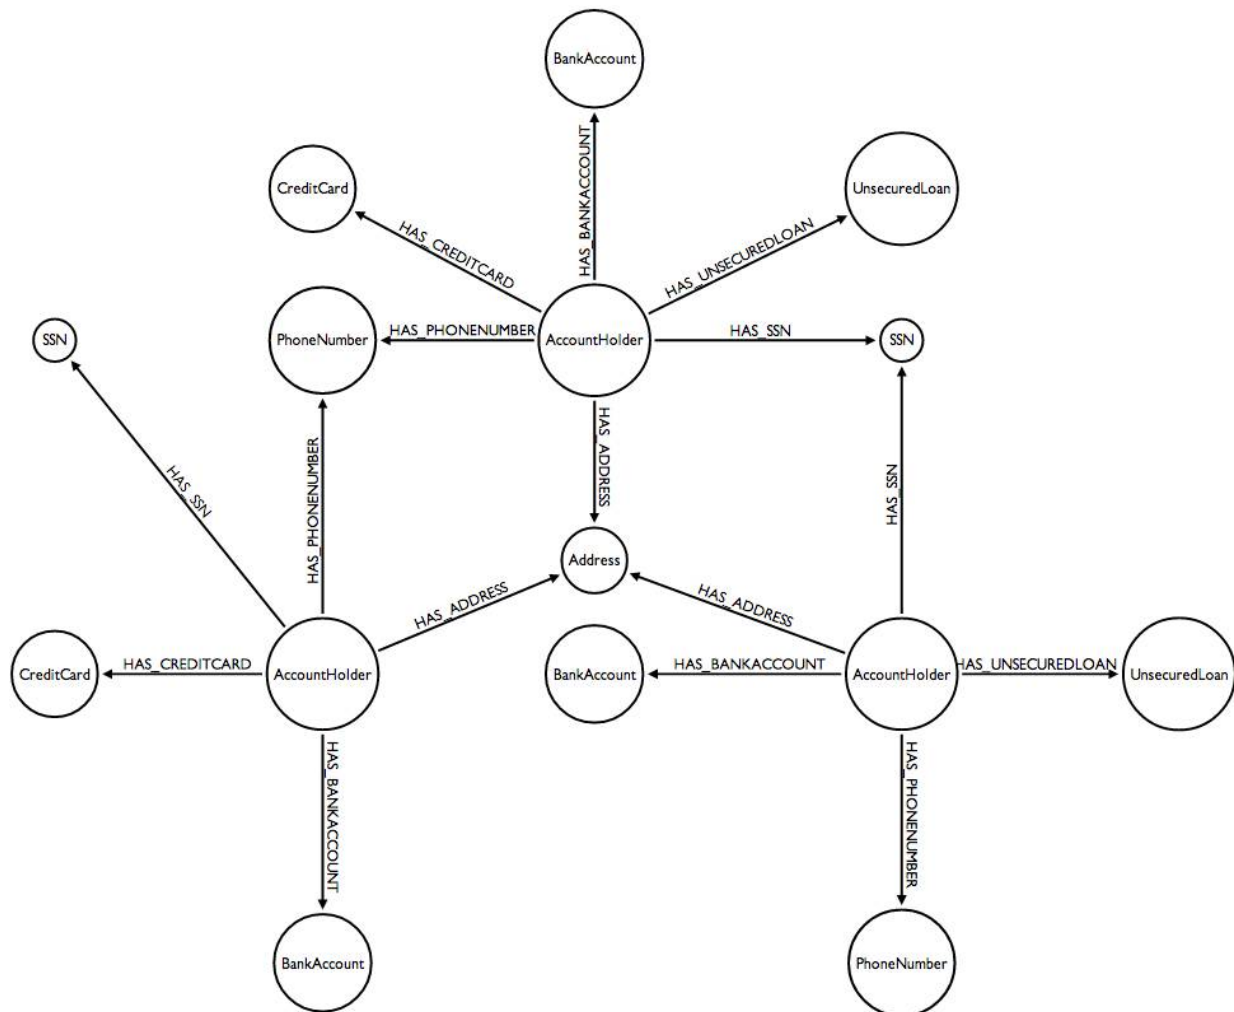 BankAccount
CreditCard
UnsecuredLoan
HAS_BANKACCOUNT
HAS_CREDITCARD
HAS_UNSECUREDLOAN
SSN
PhoneNumber
HAS_PHONENUMBER
AccountHolder
HAS_SSN
SSN
HAS_ADDRESS
HAS_SSN
HAS_PHONENUMBER
HAS_SSN
Address
HAS_ADDRESS
HAS_ADDRESS
CreditCard
HAS_CREDITCARD
AccountHolder
BankAccount
HAS_BANKACCOUNT
AccountHolder
HAS_UNSECUREDLOAN
UnsecuredLoan
HAS_BANKACCOUNT
HAS_PHONENUMBER
BankAccount
PhoneNumber